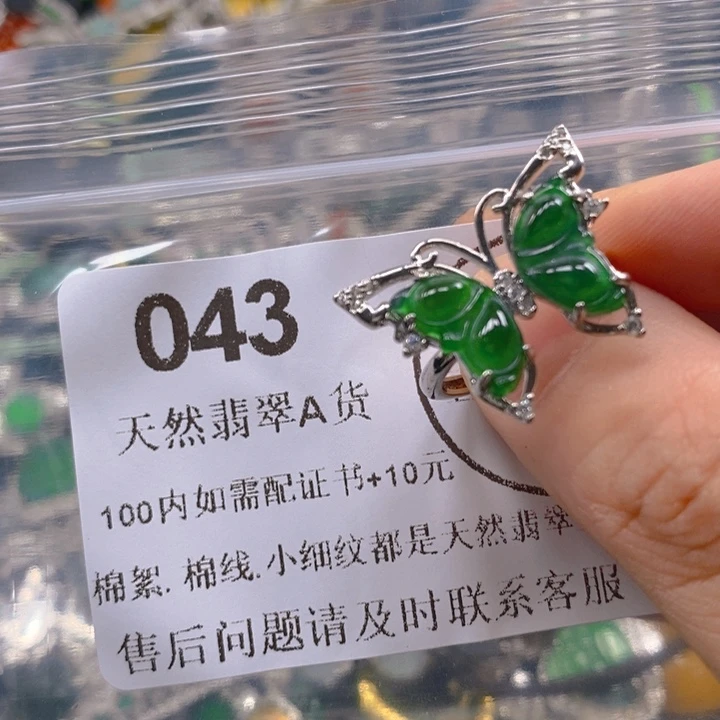 043
天然翡翠A货
100内如需配证书+10元
棉絮. 棉线.小细纹都是天然翡翠
售后问题请及时联系客服